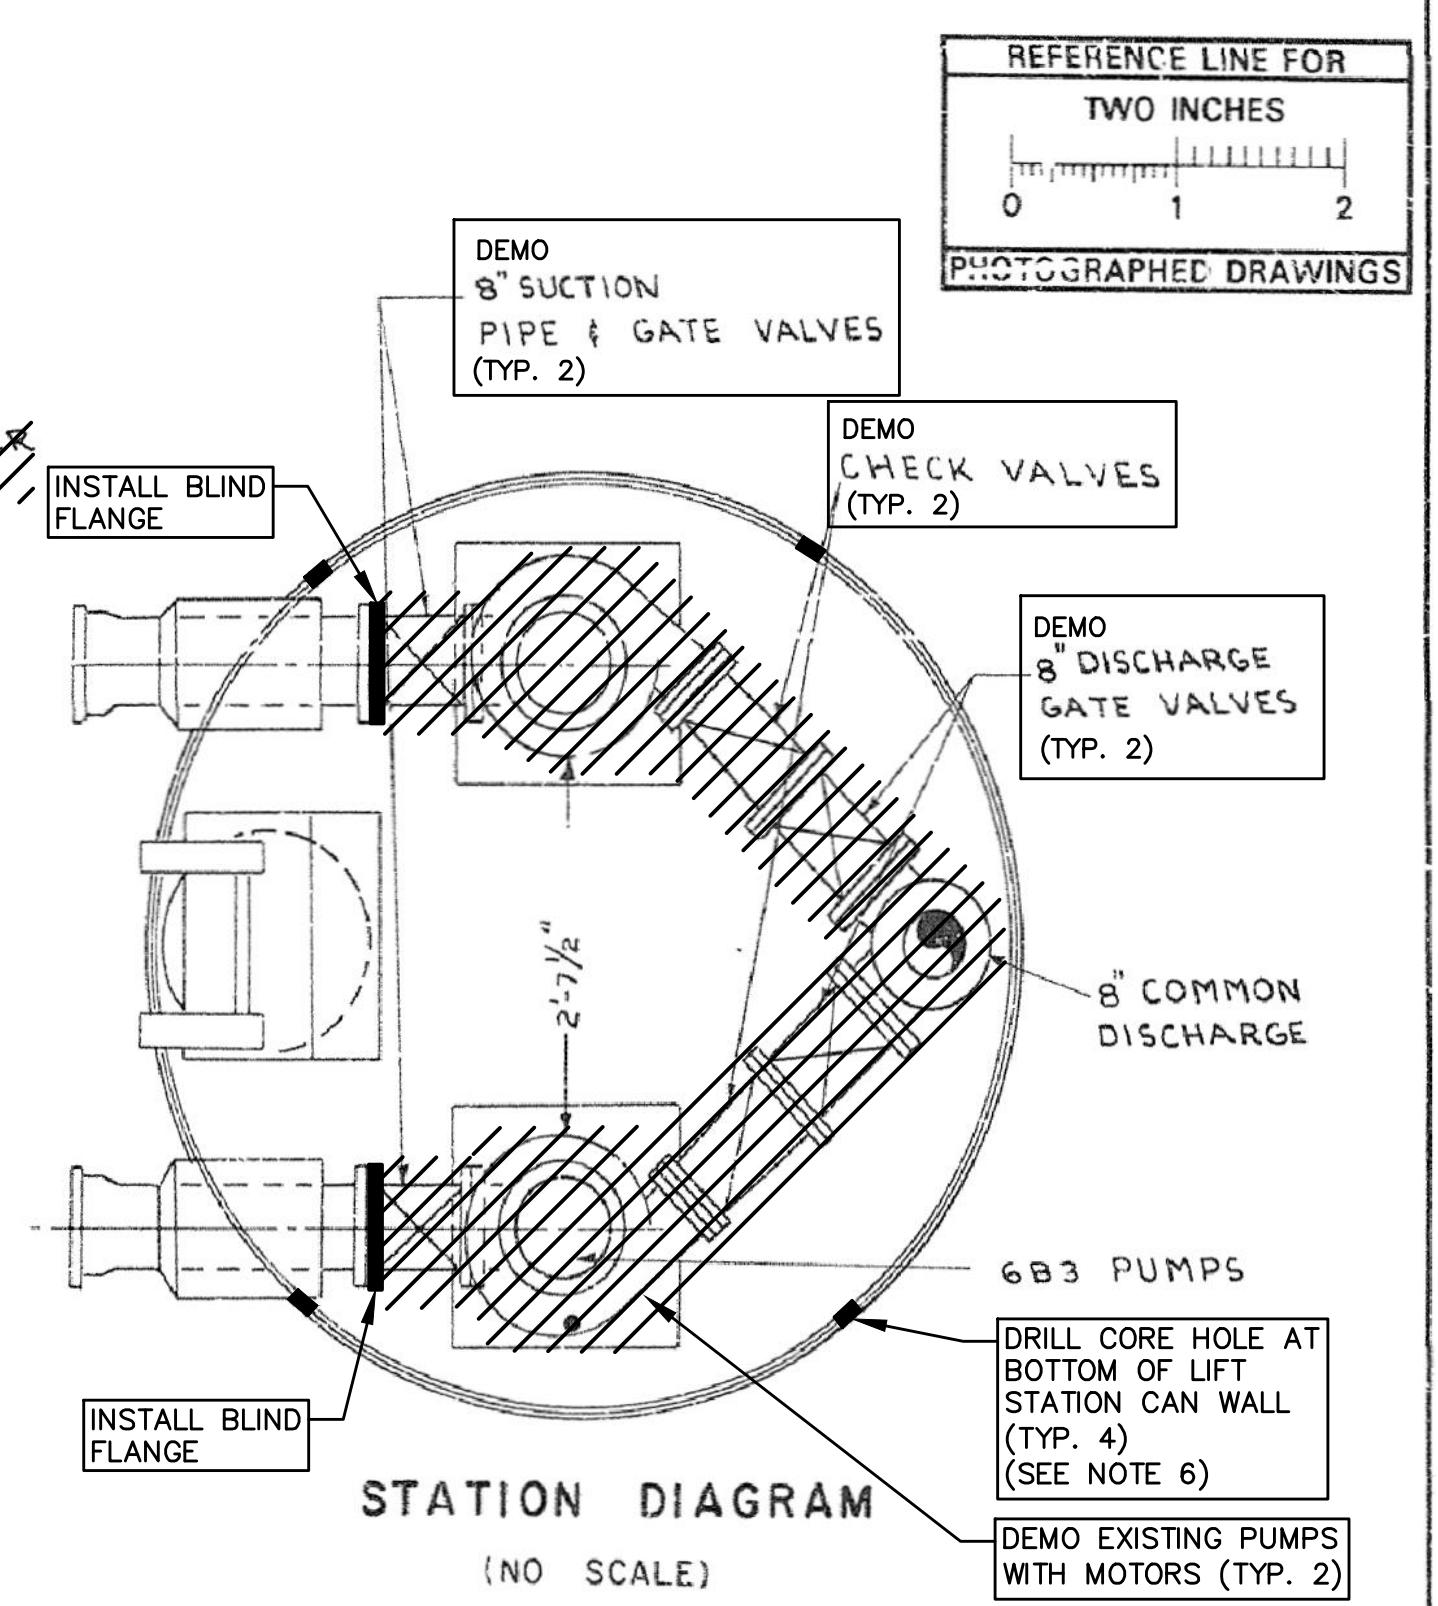 REFERENCE LINE FOR
TWO INCHES
0 1 2
PHOTOGRAPHED DRAWINGS
DEMO
8" SUCTION
PIPE & GATE VALVES
(TYP. 2)
DEMO
CHECK VALVES
(TYP. 2)
INSTALL BLIND
FLANGE
DEMO
8" DISCHARGE
GATE VALVES
(TYP. 2)
2'-7 1/2"
8" COMMON
DISCHARGE
6B3 PUMPS
DRILL CORE HOLE AT
BOTTOM OF LIFT
STATION CAN WALL
(TYP. 4)
(SEE NOTE 6)
INSTALL BLIND
FLANGE
STATION DIAGRAM
(NO SCALE)
DEMO EXISTING PUMPS
WITH MOTORS (TYP. 2)